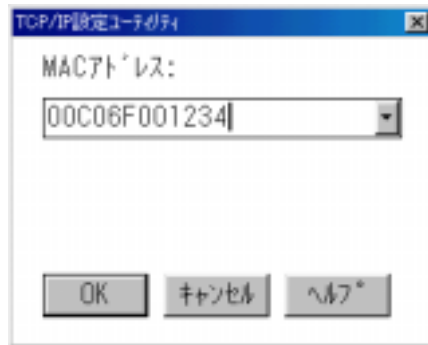 TCP/IP設定ユーティリティ
MACアドレス:
00C06F001234
OK
キャンセル
ヘルプ